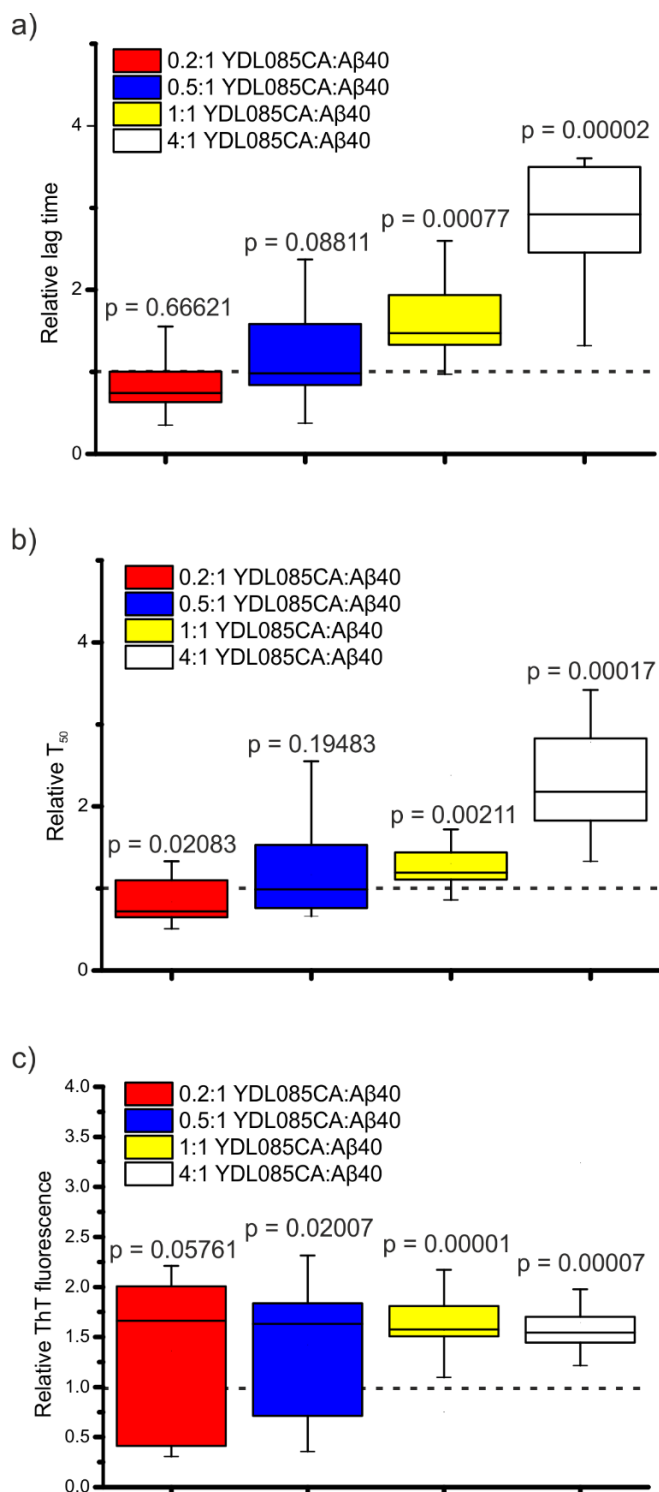 a)
Relative lag time
4
2
0
0.2:1 YDL085CA:Aβ40
0.5:1 YDL085CA:Aβ40
1:1 YDL085CA:Aβ40
4:1 YDL085CA:Aβ40
p = 0.66621
p = 0.08811
p = 0.00077
p = 0.00002
b)
Relative T50
4
2
0
0.2:1 YDL085CA:Aβ40
0.5:1 YDL085CA:Aβ40
1:1 YDL085CA:Aβ40
4:1 YDL085CA:Aβ40
p = 0.02083
p = 0.19483
p = 0.00211
p = 0.00017
c)
Relative ThT fluorescence
4.0
3.5
3.0
2.5
2.0
1.5
1.0
0.5
0.0
0.2:1 YDL085CA:Aβ40
0.5:1 YDL085CA:Aβ40
1:1 YDL085CA:Aβ40
4:1 YDL085CA:Aβ40
p = 0.05761
p = 0.02007
p = 0.00001
p = 0.00007